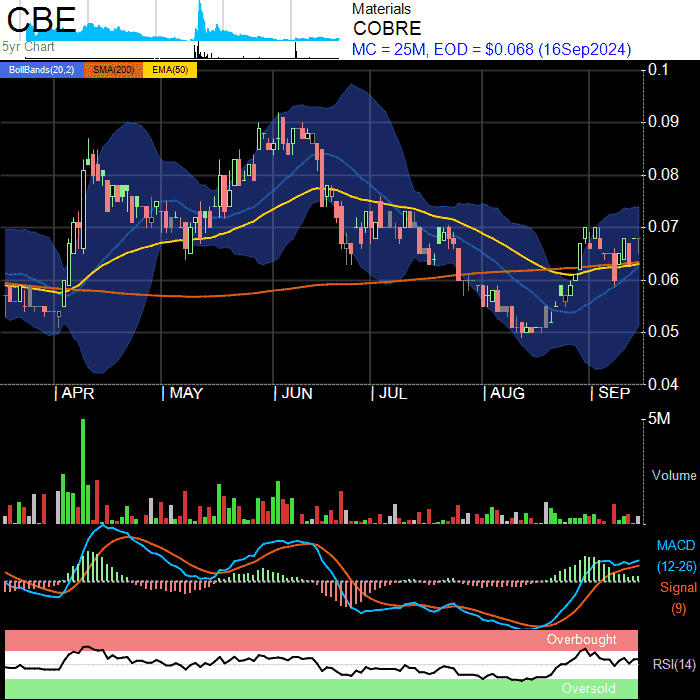 CBE
5yr Chart
Materials
COBRE
MC = 25M, EOD = $0.068 (16Sep2024)
BollBands(20,2) SMA(200) EMA(50)
0.1
0.09
0.08
0.07
0.06
0.05
0.04
APR MAY JUN JUL AUG SEP
5M
Volume
MACD
(12-26)
Signal
(9)
Overbought
RSI(14)
Oversold